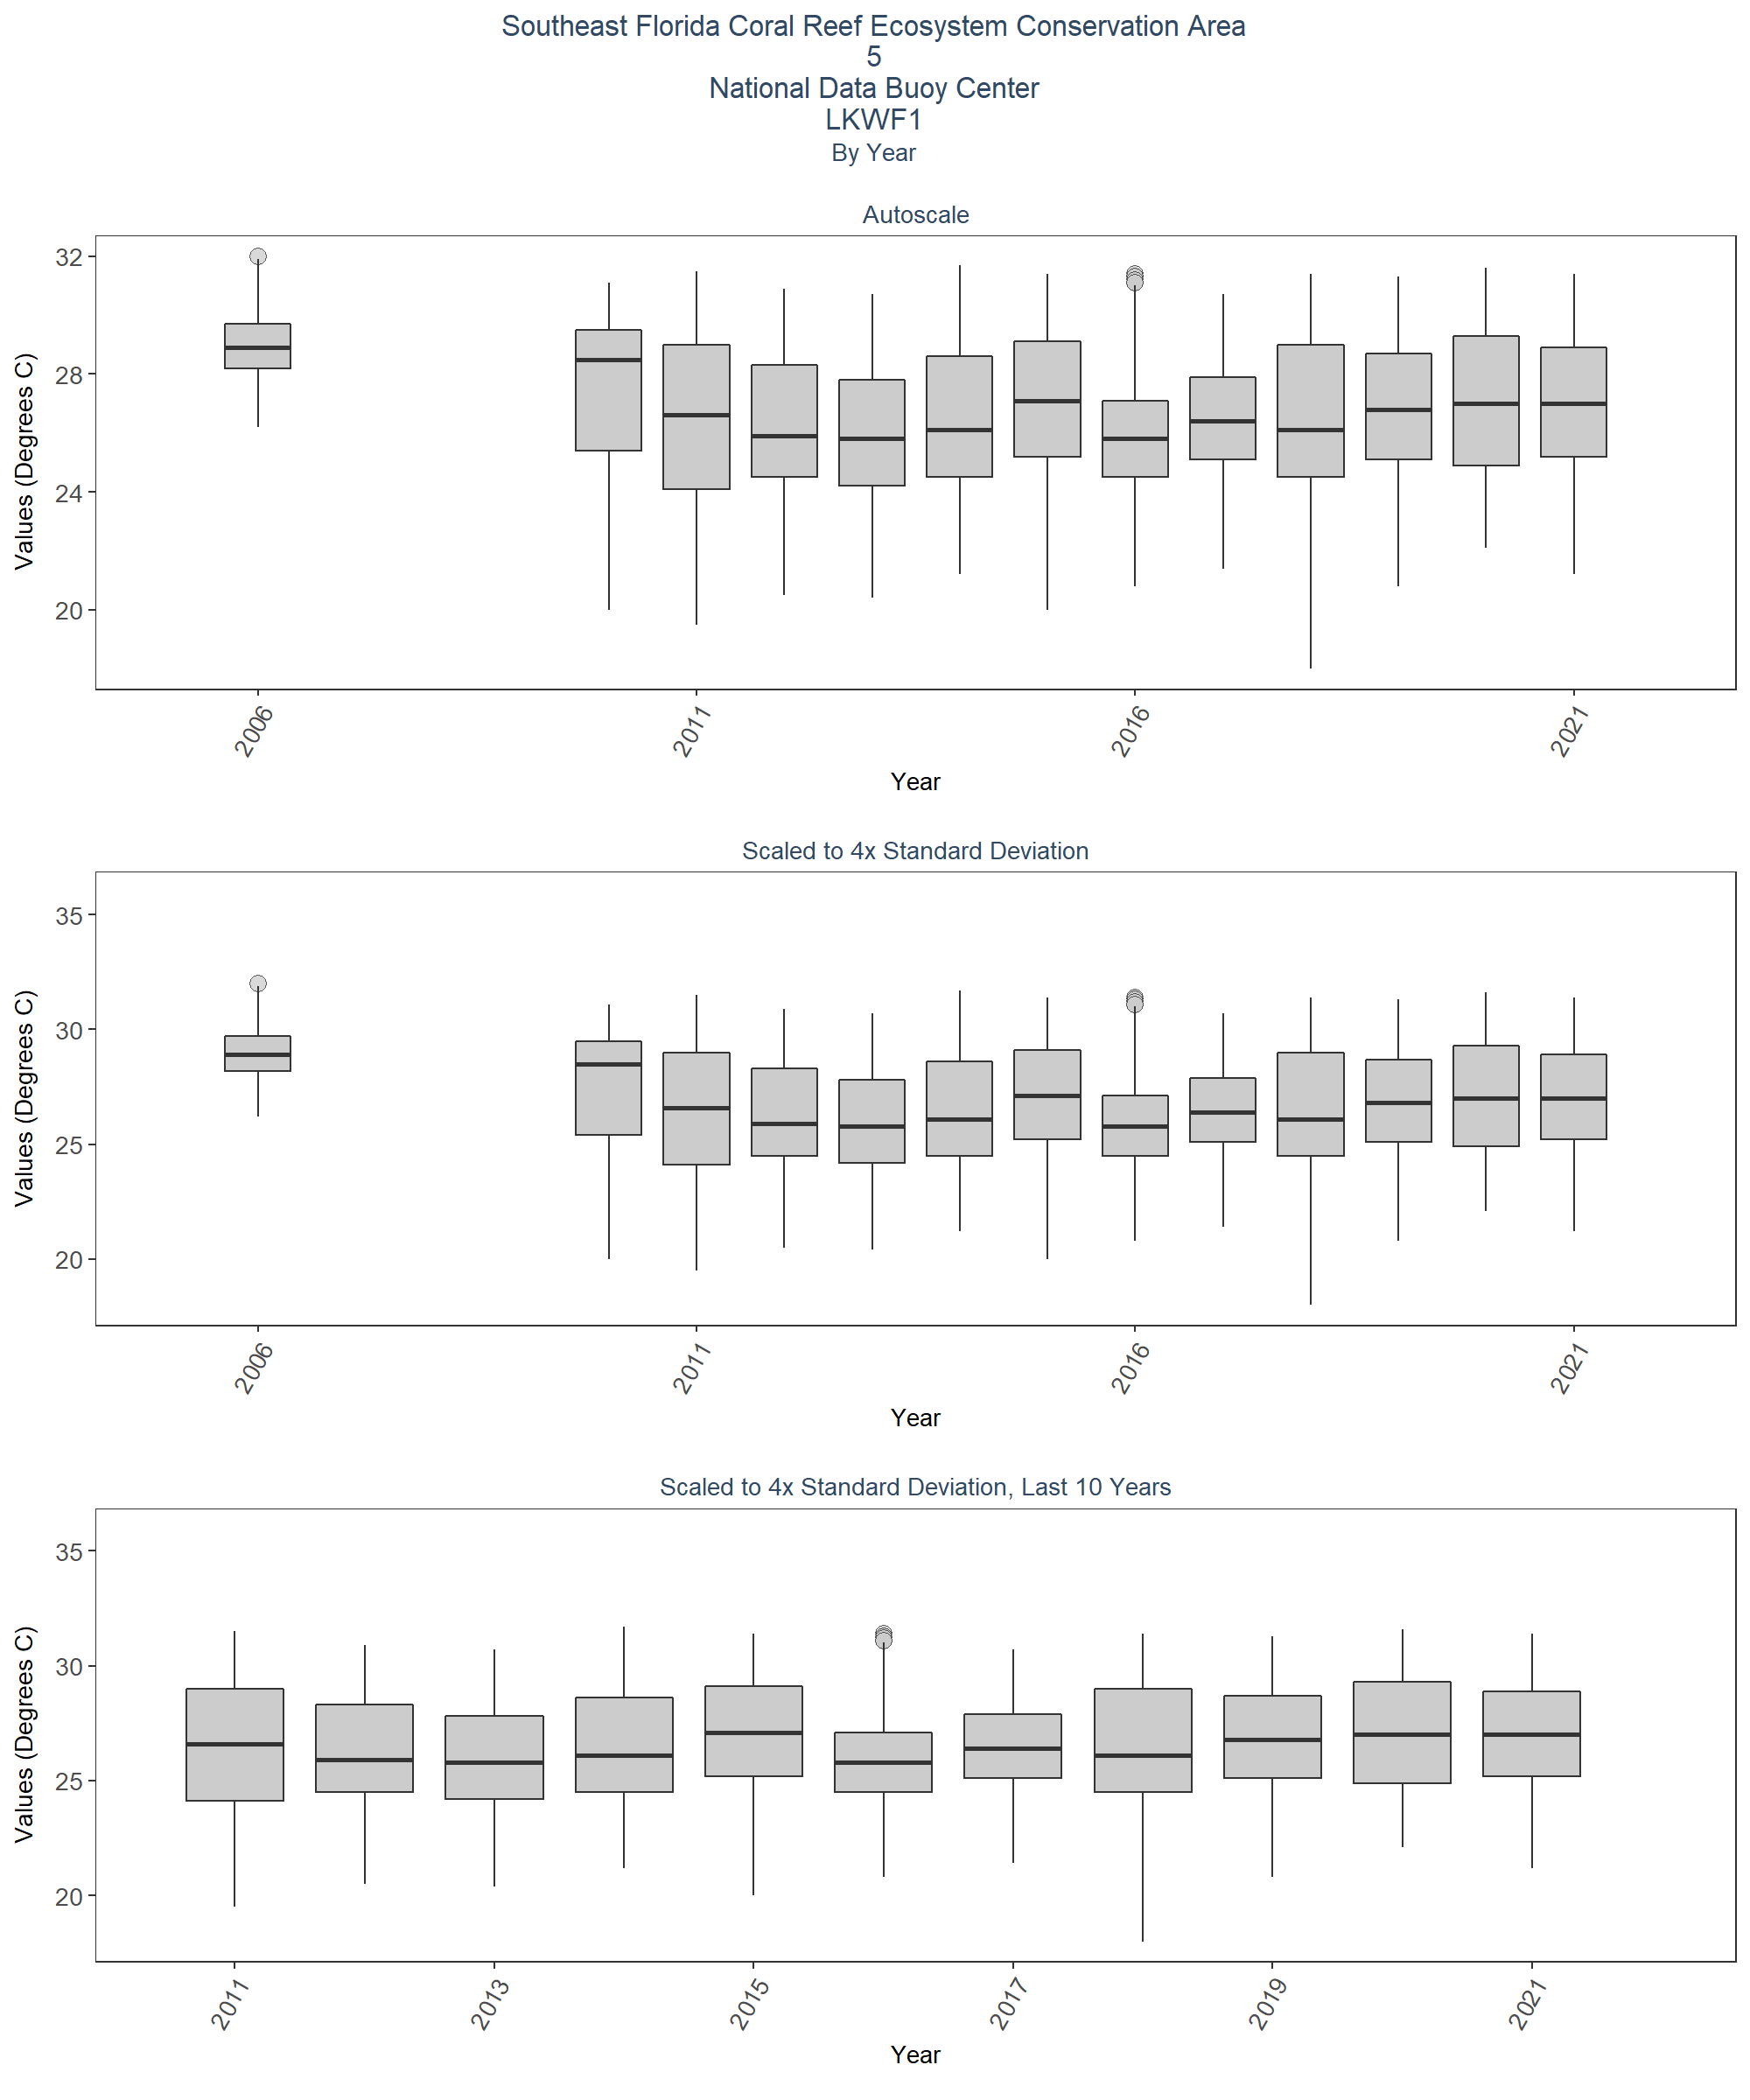 Southeast Florida Coral Reef Ecosystem Conservation Area
5
National Data Buoy Center
LKWF1
By Year
Autoscale
Values (Degrees C)
32
28
24
20
2006
2011
2016
2021
Year
Scaled to 4x Standard Deviation
Values (Degrees C)
35
30
25
20
2006
2011
2016
2021
Year
Scaled to 4x Standard Deviation, Last 10 Years
Values (Degrees C)
35
30
25
20
2011
2013
2015
2017
2019
2021
Year